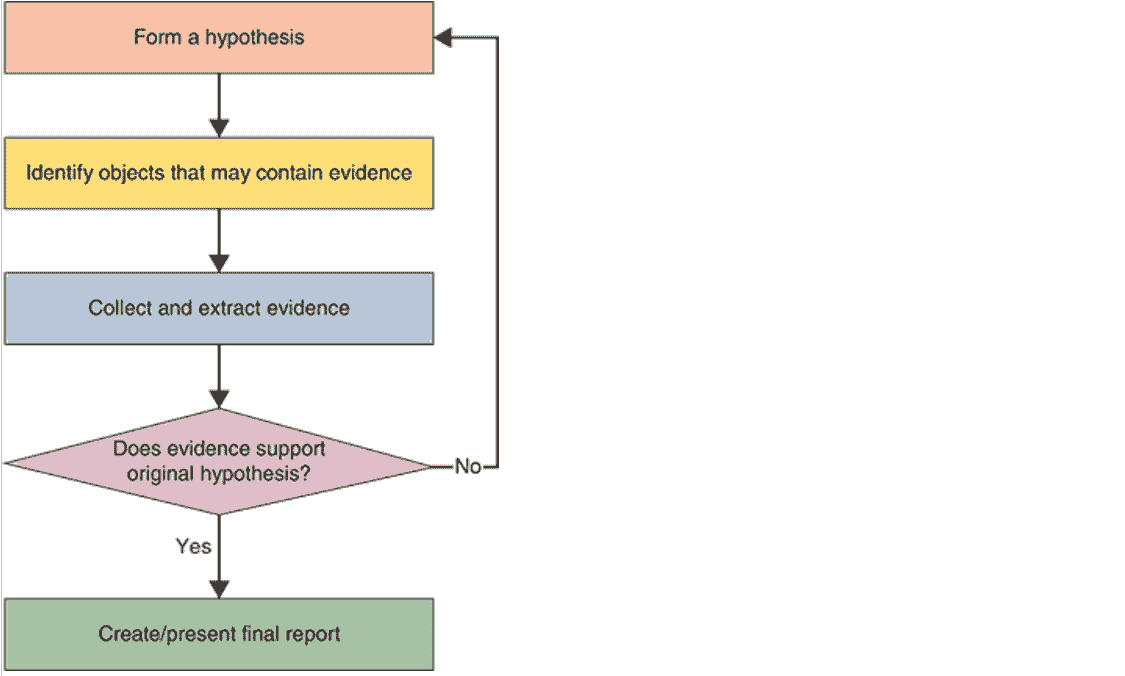 Form a hypothesis
Identify objects that may contain evidence
Collect and extract evidence
Does evidence support
original hypothesis?
No
Yes
Create/present final report